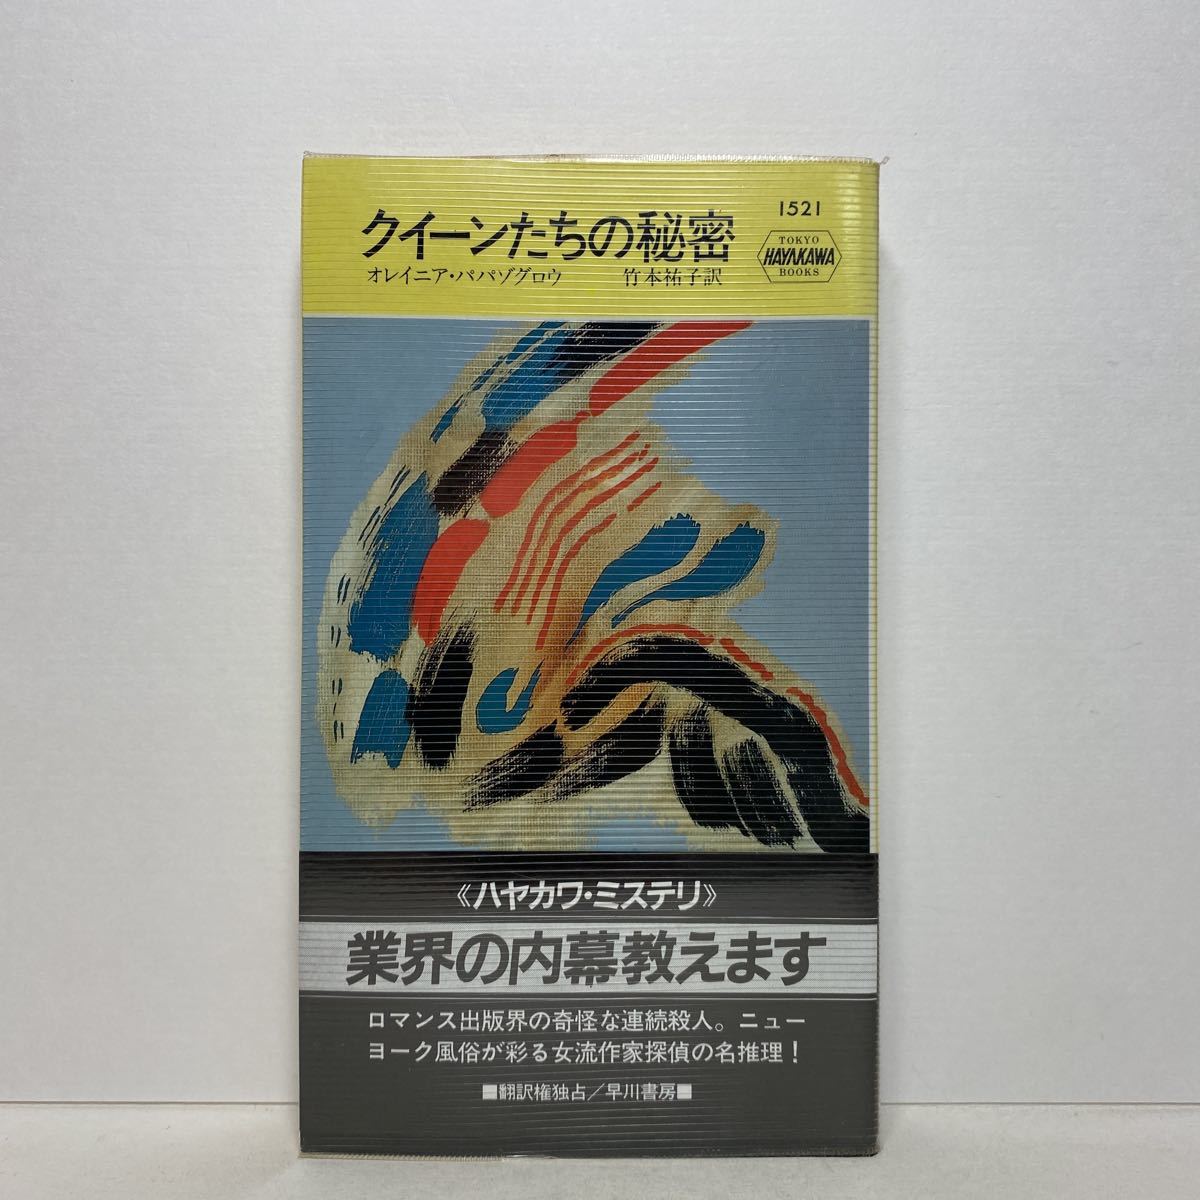 クイーンたちの秘密
1521
オレイニア・パパゾグロウ 竹本祐子訳
TOKYO
HAYAKAWA
BOOKS
《ハヤカワ・ミステリ》
業界の内幕教えます
ロマンス出版界の奇怪な連続殺人。ニュー
ヨーク風俗が彩る女流作家探偵の名推理!
■翻訳権独占/早川書房■